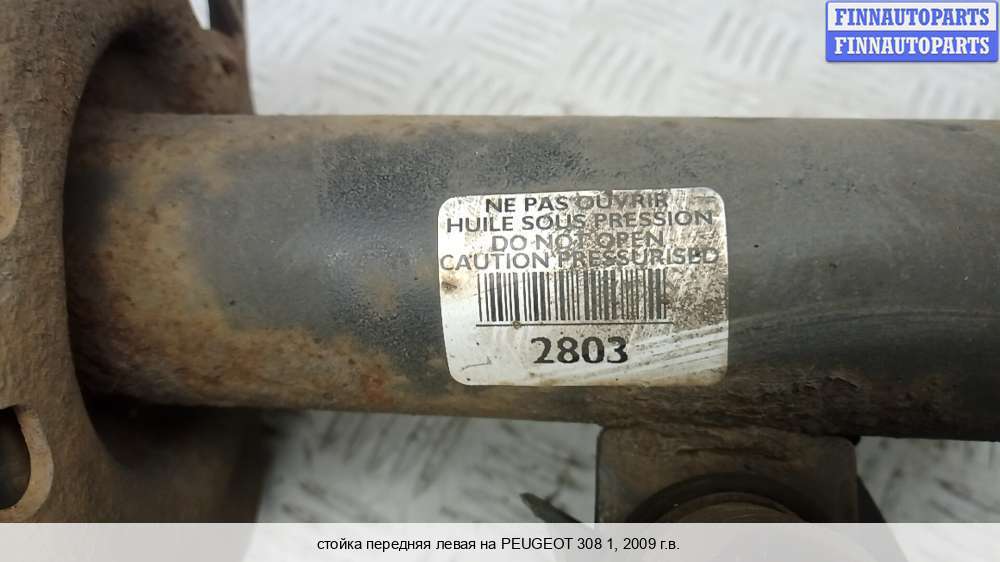 FINNAUTOPARTS
FINNAUTOPARTS
NE PAS OUVRIR
HUILE SOUS PRESSION
DO NOT OPEN
CAUTION PRESSURISED
2803
стойка передняя левая на PEUGEOT 308 1, 2009 г.в.